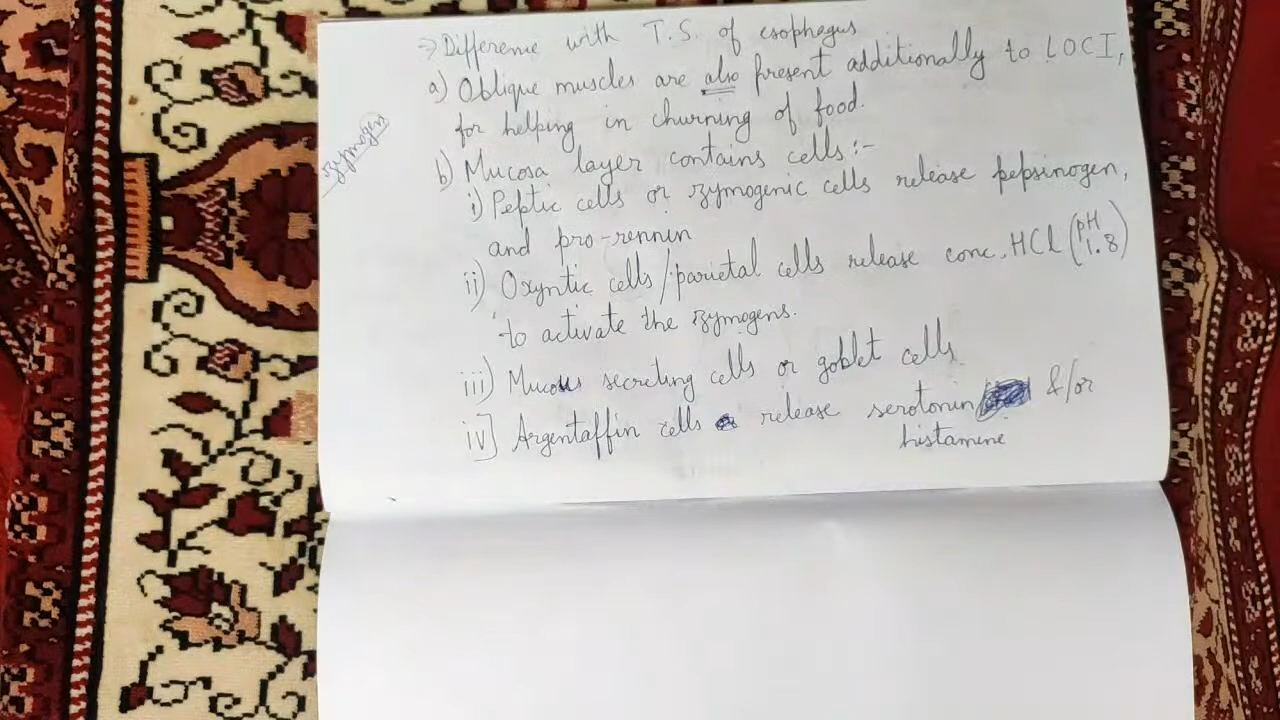 ⇒ Difference with T.S. of esophagus
a) Oblique muscles are also present additionally to LOCI,
for helping in churning of food.
zymogen
b) Mucosa layer contains cells:-
i) Peptic cells or zymogenic cells release pepsinogen,
and pro-rennin
ii) Oxyntic cells/parietal cells release conc. HCl (pH 1.8)
to activate the zymogens.
iii) Mucous secreting cells or goblet cells
iv] Argentaffin cells release serotonin &/or
histamine